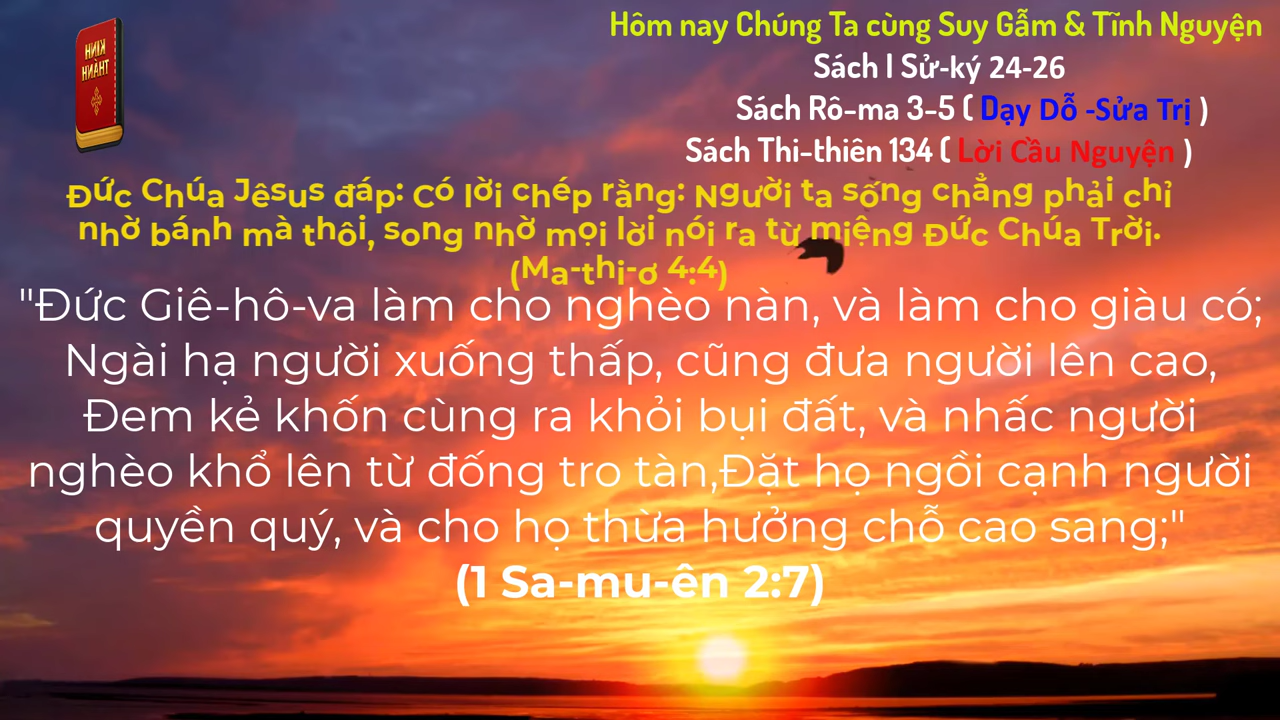 KINH
THÁNH
Hôm nay Chúng Ta cùng Suy Gẫm & Tĩnh Nguyện
Sách I Sử-ký 24-26
Sách Rô-ma 3-5 ( Dạy Dỗ -Sửa Trị )
Sách Thi-thiên 134 ( Lời Cầu Nguyện )
Đức Chúa Jêsus đáp: Có lời chép rằng: Người ta sống chẳng phải chỉ
nhờ bánh mà thôi, song nhờ mọi lời nói ra từ miệng Đức Chúa Trời.
(Ma-thi-ơ 4:4)
"Đức Giê-hô-va làm cho nghèo nàn, và làm cho giàu có;
Ngài hạ người xuống thấp, cũng đưa người lên cao,
Đem kẻ khốn cùng ra khỏi bụi đất, và nhấc người
nghèo khổ lên từ đống tro tàn,Đặt họ ngồi cạnh người
quyền quý, và cho họ thừa hưởng chỗ cao sang;"
(1 Sa-mu-ên 2:7)